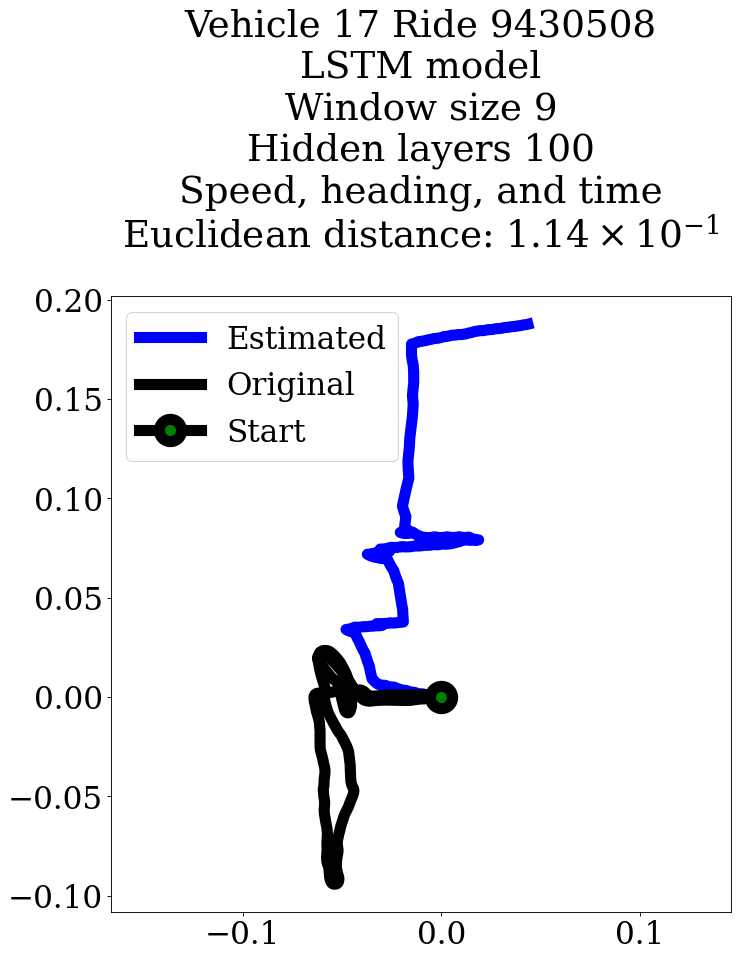 Vehicle 17 Ride 9430508
LSTM model
Window size 9
Hidden layers 100
Speed, heading, and time
Euclidean distance: 1.14 × 10⁻¹
Estimated
Original
Start
0.20
0.15
0.10
0.05
0.00
−0.05
−0.10
−0.1 0.0 0.1